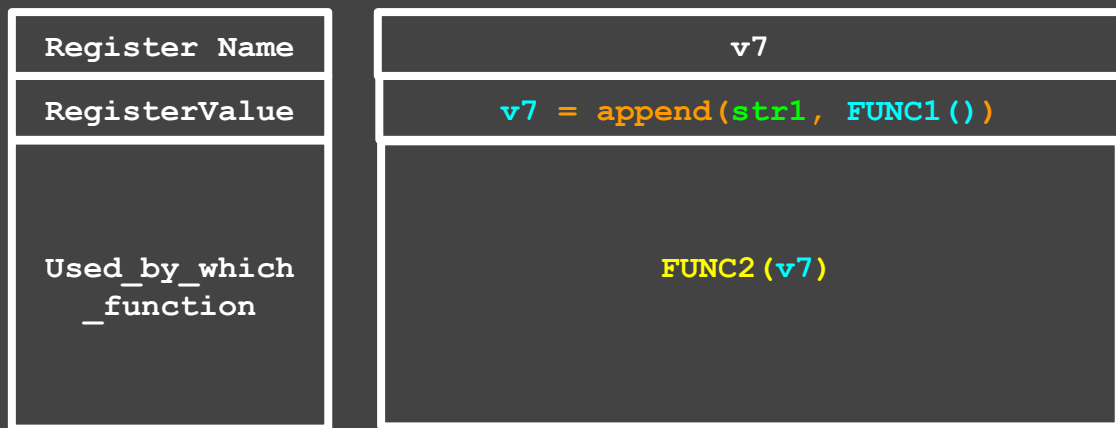 Register Name
v7
RegisterValue
v7 = append(str1, FUNC1())
Used_by_which
_function
FUNC2(v7)